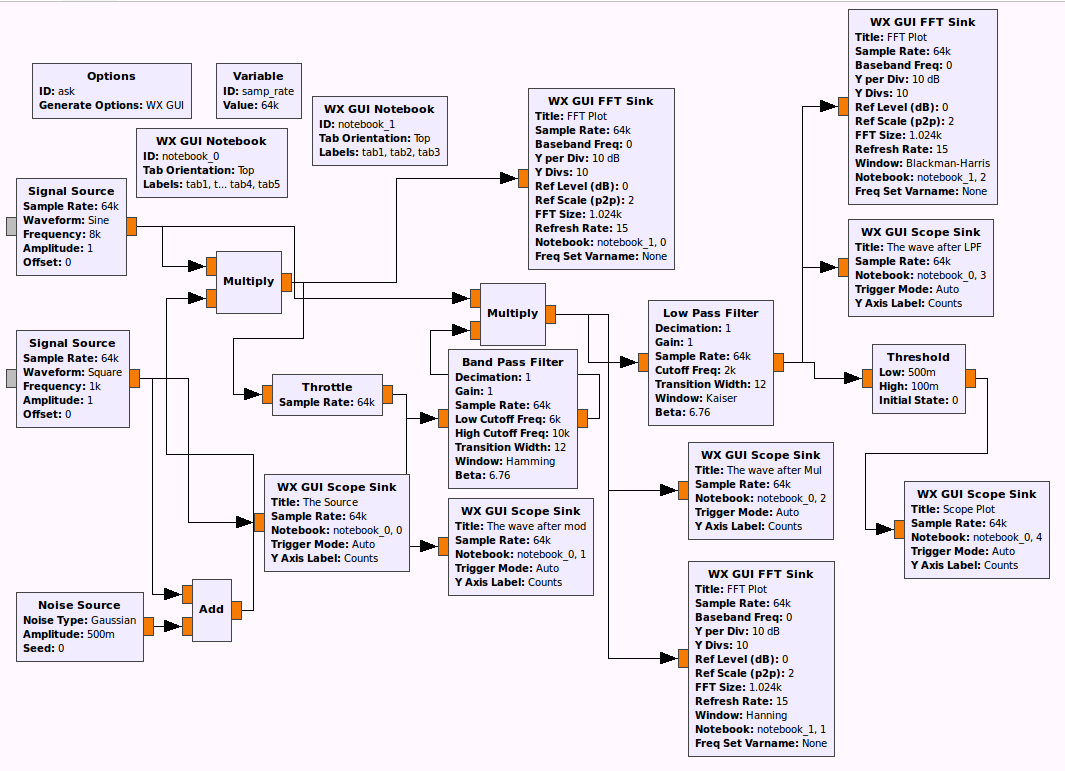 Options
ID: ask
Generate Options: WX GUI
Variable
ID: samp_rate
Value: 64k
WX GUI Notebook
ID: notebook_1
Tab Orientation: Top
Labels: tab1, tab2, tab3
WX GUI Notebook
ID: notebook_0
Tab Orientation: Top
Labels: tab1, t... tab4, tab5
Signal Source
Sample Rate: 64k
Waveform: Sine
Frequency: 8k
Amplitude: 1
Offset: 0
Multiply
Signal Source
Sample Rate: 64k
Waveform: Square
Frequency: 1k
Amplitude: 1
Offset: 0
Throttle
Sample Rate: 64k
WX GUI Scope Sink
Title: The Source
Sample Rate: 64k
Notebook: notebook_0, 0
Trigger Mode: Auto
Y Axis Label: Counts
Noise Source
Noise Type: Gaussian
Amplitude: 500m
Seed: 0
Add
WX GUI FFT Sink
Title: FFT Plot
Sample Rate: 64k
Baseband Freq: 0
Y per Div: 10 dB
Y Divs: 10
Ref Level (dB): 0
Ref Scale (p2p): 2
FFT Size: 1.024k
Refresh Rate: 15
Notebook: notebook_1, 0
Freq Set Varname: None
Multiply
Band Pass Filter
Decimation: 1
Gain: 1
Sample Rate: 64k
Low Cutoff Freq: 6k
High Cutoff Freq: 10k
Transition Width: 12
Window: Hamming
Beta: 6.76
WX GUI Scope Sink
Title: The wave after mod
Sample Rate: 64k
Notebook: notebook_0, 1
Trigger Mode: Auto
Y Axis Label: Counts
Low Pass Filter
Decimation: 1
Gain: 1
Sample Rate: 64k
Cutoff Freq: 2k
Transition Width: 12
Window: Kaiser
Beta: 6.76
WX GUI Scope Sink
Title: The wave after Mul
Sample Rate: 64k
Notebook: notebook_0, 2
Trigger Mode: Auto
Y Axis Label: Counts
WX GUI FFT Sink
Title: FFT Plot
Sample Rate: 64k
Baseband Freq: 0
Y per Div: 10 dB
Y Divs: 10
Ref Level (dB): 0
Ref Scale (p2p): 2
FFT Size: 1.024k
Refresh Rate: 15
Window: Hanning
Notebook: notebook_1, 1
Freq Set Varname: None
WX GUI FFT Sink
Title: FFT Plot
Sample Rate: 64k
Baseband Freq: 0
Y per Div: 10 dB
Y Divs: 10
Ref Level (dB): 0
Ref Scale (p2p): 2
FFT Size: 1.024k
Refresh Rate: 15
Window: Blackman-Harris
Notebook: notebook_1, 2
Freq Set Varname: None
WX GUI Scope Sink
Title: The wave after LPF
Sample Rate: 64k
Notebook: notebook_0, 3
Trigger Mode: Auto
Y Axis Label: Counts
Threshold
Low: 500m
High: 100m
Initial State: 0
WX GUI Scope Sink
Title: Scope Plot
Sample Rate: 64k
Notebook: notebook_0, 4
Trigger Mode: Auto
Y Axis Label: Counts